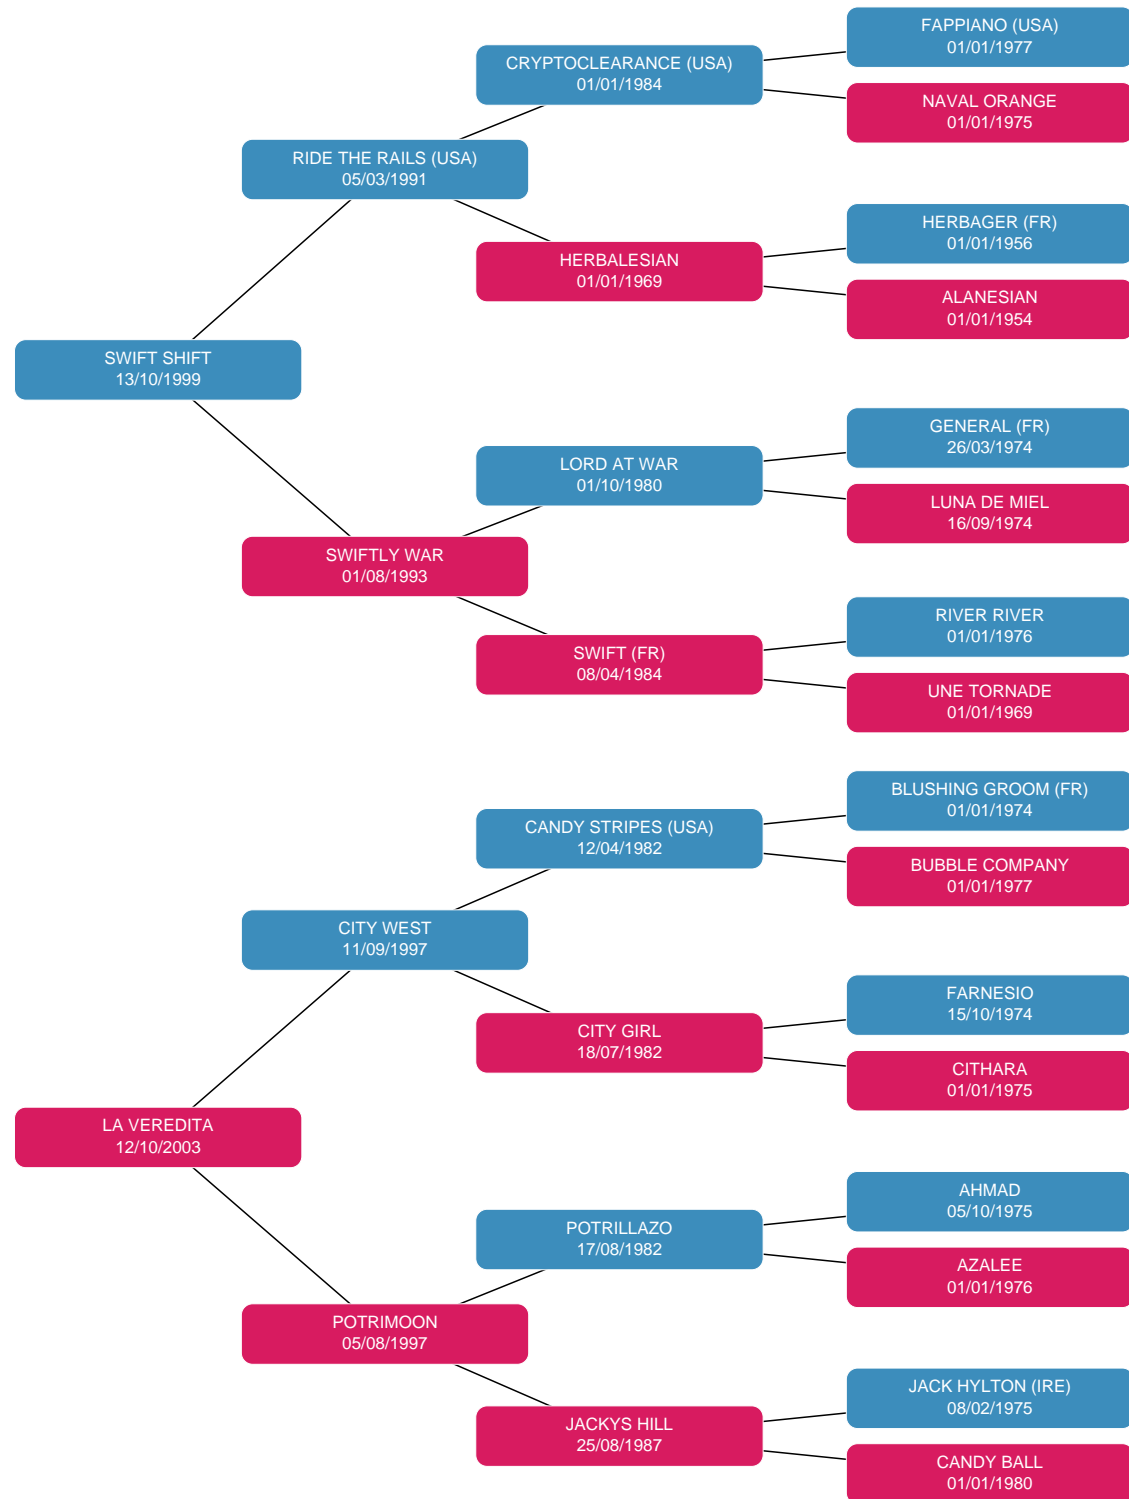 FAPPIANO (USA)
01/01/1977
CRYPTOCLEARANCE (USA)
01/01/1984
NAVAL ORANGE
01/01/1975
RIDE THE RAILS (USA)
05/03/1991
HERBAGER (FR)
01/01/1956
HERBALESIAN
01/01/1969
ALANESIAN
01/01/1954
SWIFT SHIFT
13/10/1999
GENERAL (FR)
26/03/1974
LORD AT WAR
01/10/1980
LUNA DE MIEL
16/09/1974
SWIFTLY WAR
01/08/1993
RIVER RIVER
01/01/1976
SWIFT (FR)
08/04/1984
UNE TORNADE
01/01/1969
BLUSHING GROOM (FR)
01/01/1974
CANDY STRIPES (USA)
12/04/1982
BUBBLE COMPANY
01/01/1977
CITY WEST
11/09/1997
FARNESIO
15/10/1974
CITY GIRL
18/07/1982
CITHARA
01/01/1975
LA VEREDITA
12/10/2003
AHMAD
05/10/1975
POTRILLAZO
17/08/1982
AZALEE
01/01/1976
POTRIMOON
05/08/1997
JACK HYLTON (IRE)
08/02/1975
JACKYS HILL
25/08/1987
CANDY BALL
01/01/1980